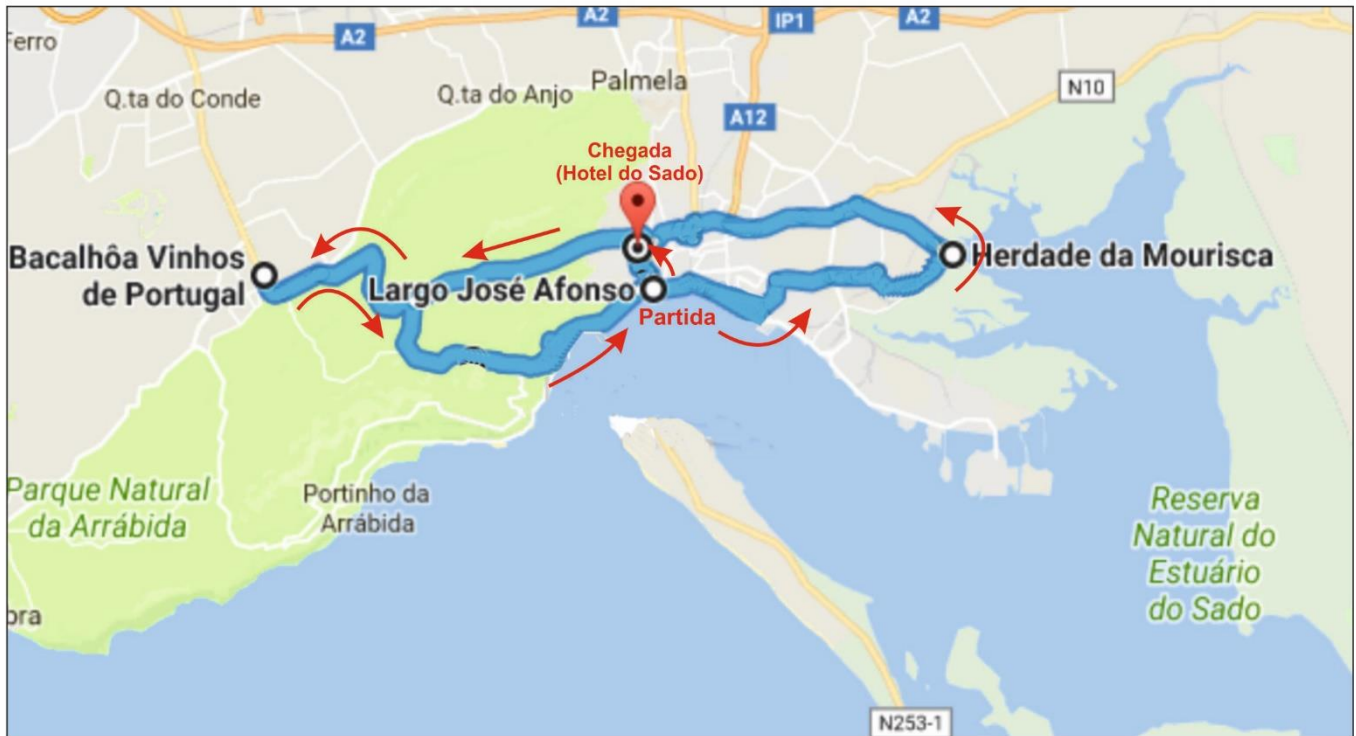 A2
IP1
A2
A2
Ferro
Palmela
Q.ta do Conde
Q.ta do Anjo
N10
A12
Chegada
(Hotel do Sado)
Bacalhôa Vinhos
de Portugal
Largo José Afonso
Herdade da Mourisca
Partida
Parque Natural
da Arrábida
Portinho da
Arrábida
Reserva
Natural do
Estuário
do Sado
bra
N253-1